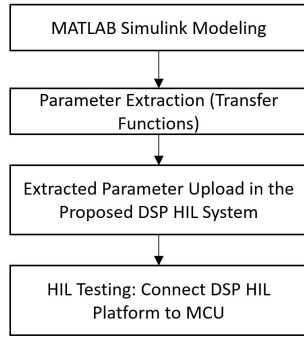 MATLAB Simulink Modeling
Parameter Extraction (Transfer
Functions)
Extracted Parameter Upload in the
Proposed DSP HIL System
HIL Testing: Connect DSP HIL
Platform to MCU